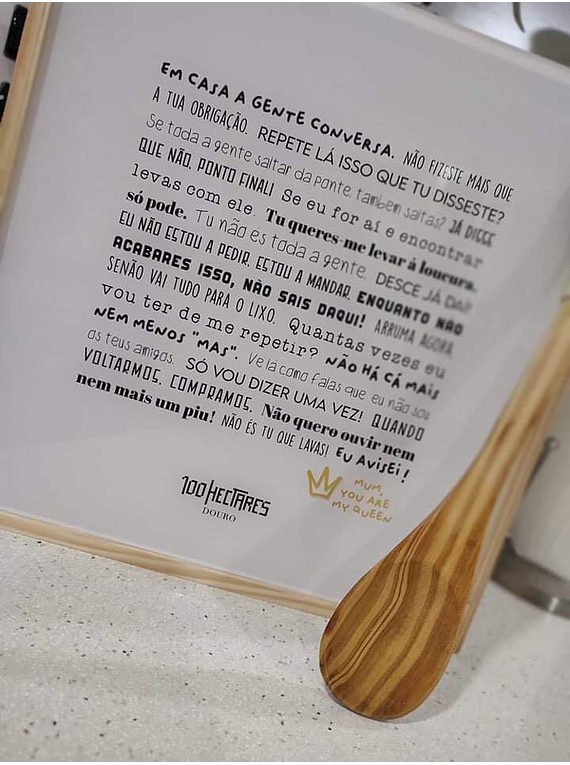 EM CASA A GENTE CONVERSA. NÃO FIZESTE MAIS QUE
A TUA OBRIGAÇÃO. REPETE LÁ ISSO QUE TU DISSESTE?
Se toda a gente saltar da ponte, também saltas? JÁ DISSE
QUE NÃO, PONTO FINAL! Se eu for aí e encontrar
levas com ele. Tu queres-me levar à loucura,
só pode. Tu não és toda a gente. DESCE JÁ DAÍ!
EU NÃO ESTOU A PEDIR, ESTOU A MANDAR. ENQUANTO NÃO
ACABARES ISSO, NÃO SAIS DAQUI! ARRUMA AGORA,
SENÃO VAI TUDO PARA O LIXO. Quantas vezes eu
vou ter de me repetir? NÃO HÁ CÁ MAIS
NEM MENOS "MAS". Vê lá como falas que eu não sou
os teus amigos. SÓ VOU DIZER UMA VEZ! QUANDO
VOLTARMOS, COMPRAMOS. Não quero ouvir nem
nem mais um piu! NÃO ÉS TU QUE LAVAS! EU AVISEI!
100 HECTARES
DOURO
MUM,
YOU ARE
MY QUEEN